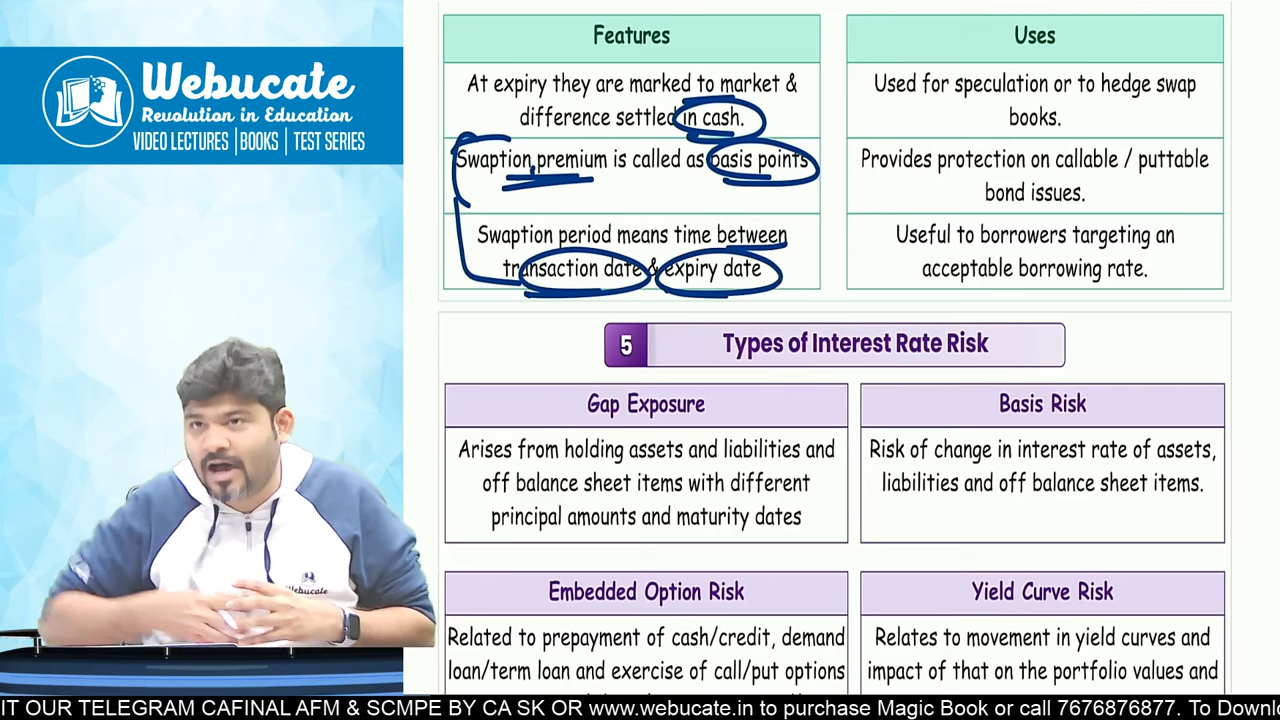 Webucate
Revolution in Education
VIDEO LECTURES | BOOKS | TEST SERIES
Features
At expiry they are marked to market &
difference settled in cash.
Swaption premium is called as basis points
Swaption period means time between
transaction date & expiry date
Uses
Used for speculation or to hedge swap
books.
Provides protection on callable / puttable
bond issues.
Useful to borrowers targeting an
acceptable borrowing rate.
5 Types of Interest Rate Risk
Gap Exposure
Arises from holding assets and liabilities and
off balance sheet items with different
principal amounts and maturity dates
Basis Risk
Risk of change in interest rate of assets,
liabilities and off balance sheet items.
Embedded Option Risk
Related to prepayment of cash/credit, demand
loan/term loan and exercise of call/put options
Yield Curve Risk
Relates to movement in yield curves and
impact of that on the portfolio values and
Webucate
IT OUR TELEGRAM CAFINAL AFM & SCMPE BY CA SK OR www.webucate.in to purchase Magic Book or call 7676876877. To Downlo